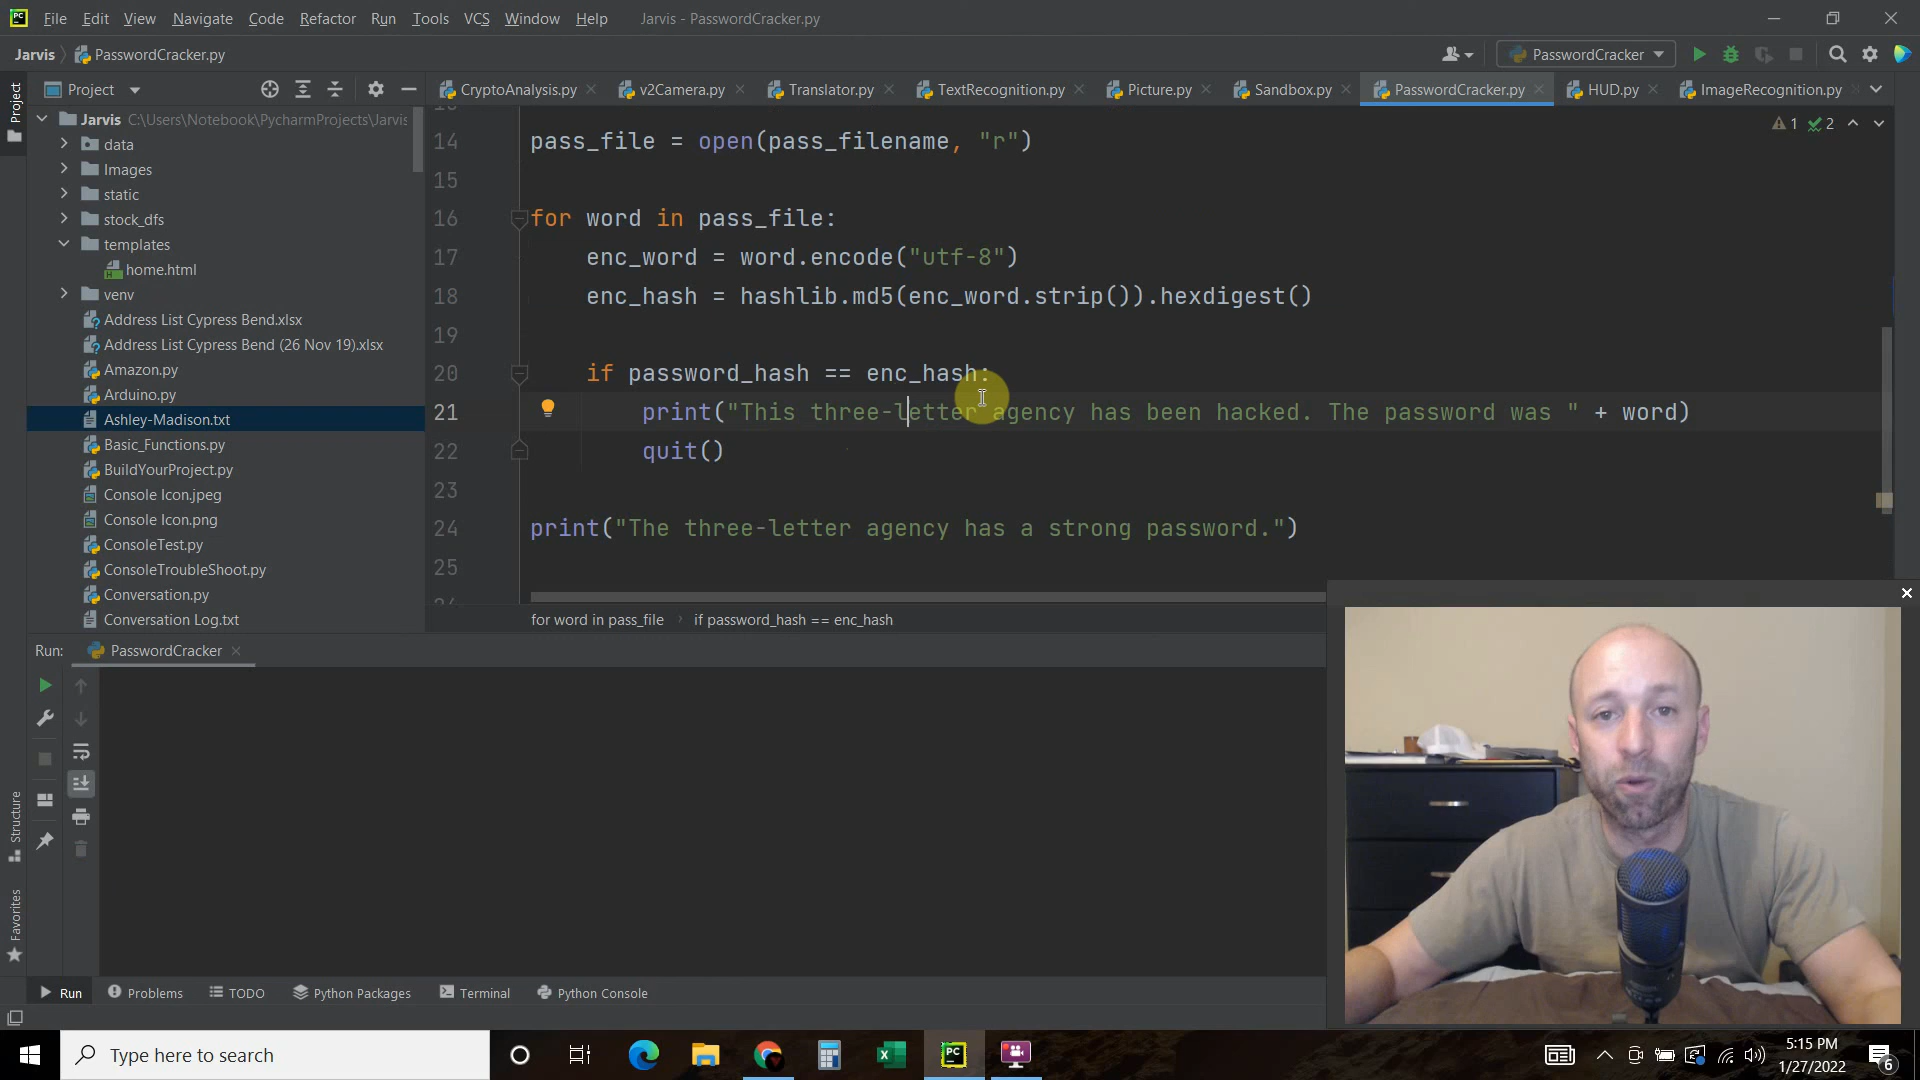 File Edit View Navigate Code Refactor Run Tools VCS Window Help Jarvis - PasswordCracker.py
Jarvis PasswordCracker.py PasswordCracker
Project CryptoAnalysis.py v2Camera.py Translator.py TextRecognition.py Picture.py Sandbox.py PasswordCracker.py HUD.py ImageRecognition.py
Project
Jarvis C:\Users\Notebook\PycharmProjects\Jarvis
data
Images
static
stock_dfs
templates
home.html
venv
Address List Cypress Bend.xlsx
Address List Cypress Bend (26 Nov 19).xlsx
Amazon.py
Arduino.py
Ashley-Madison.txt
Basic_Functions.py
BuildYourProject.py
Console Icon.jpeg
Console Icon.png
ConsoleTest.py
ConsoleTroubleShoot.py
Conversation.py
Conversation Log.txt
1 2
14 pass_file = open(pass_filename, "r")
15
16 for word in pass_file:
17 enc_word = word.encode("utf-8")
18 enc_hash = hashlib.md5(enc_word.strip()).hexdigest()
19
20 if password_hash == enc_hash:
21 print("This three-letter agency has been hacked. The password was " + word)
22 quit()
23
24 print("The three-letter agency has a strong password.")
25
for word in pass_file if password_hash == enc_hash
Run: PasswordCracker
Structure
Favorites
Run Problems TODO Python Packages Terminal Python Console
Type here to search
PC
5:15 PM
1/27/2022
6